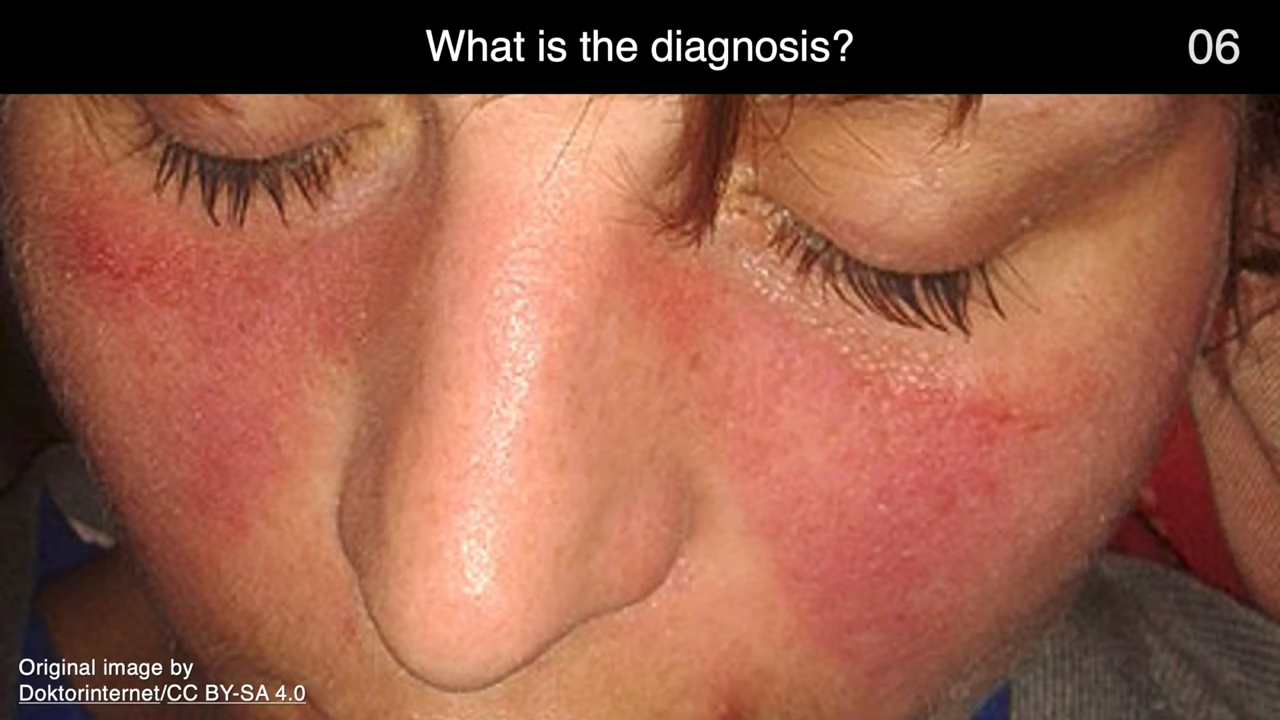 What is the diagnosis?
06
Original image by
Doktorinternet/CC BY-SA 4.0